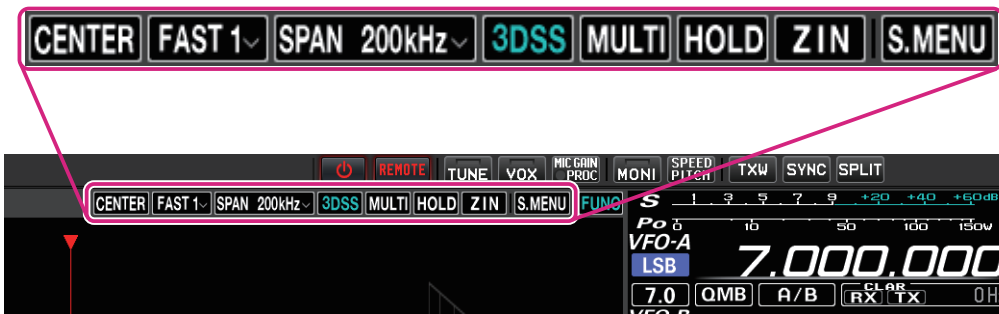 CENTER FAST 1 SPAN 200kHz 3DSS MULTI HOLD ZIN S.MENU
REMOTE TUNE VOX MIC GAIN PROC MONI SPEED PITCH TXW SYNC SPLIT
CENTER FAST 1 SPAN 200kHz 3DSS MULTI HOLD ZIN S.MENU FUNC
S 1 3 5 7 9 +20 +40 +60dB
Po 0 10 50 100 150W
VFO-A
LSB 7.000.000
7.0 QMB A/B CLAR RX TX 0H
VFO-B